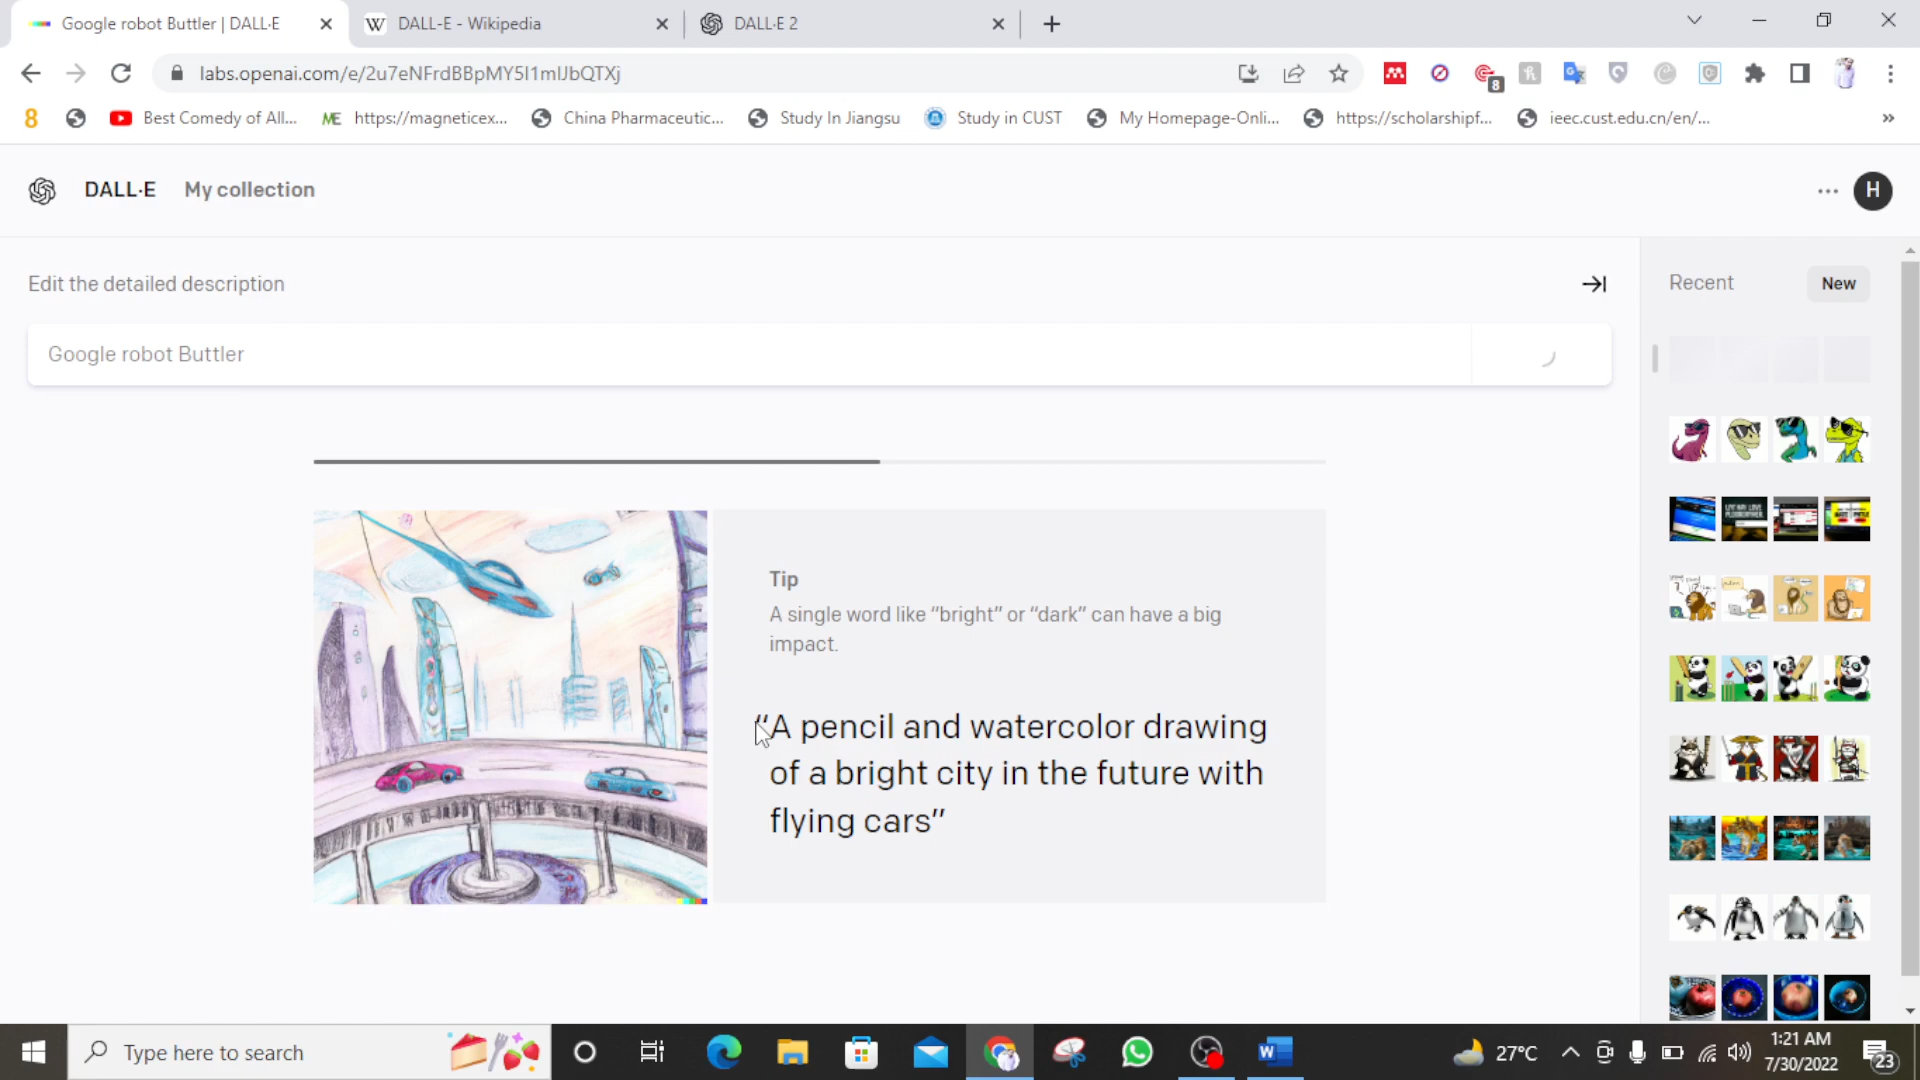 Google robot Buttler | DALL·E
DALL-E - Wikipedia
DALL·E 2
labs.openai.com/e/2u7eNFrdBBpMY5I1mIJbQTXj
8
8
Best Comedy of All...
ME https://magneticex...
China Pharmaceutic...
Study In Jiangsu
Study in CUST
My Homepage-Onli...
https://scholarshipf...
ieec.cust.edu.cn/en/...
»
DALL·E
My collection
H
Edit the detailed description
Recent
New
Google robot Buttler
Tip
A single word like “bright” or “dark” can have a big
impact.
“A pencil and watercolor drawing
of a bright city in the future with
flying cars”
Type here to search
27°C
1:21 AM
7/30/2022
23